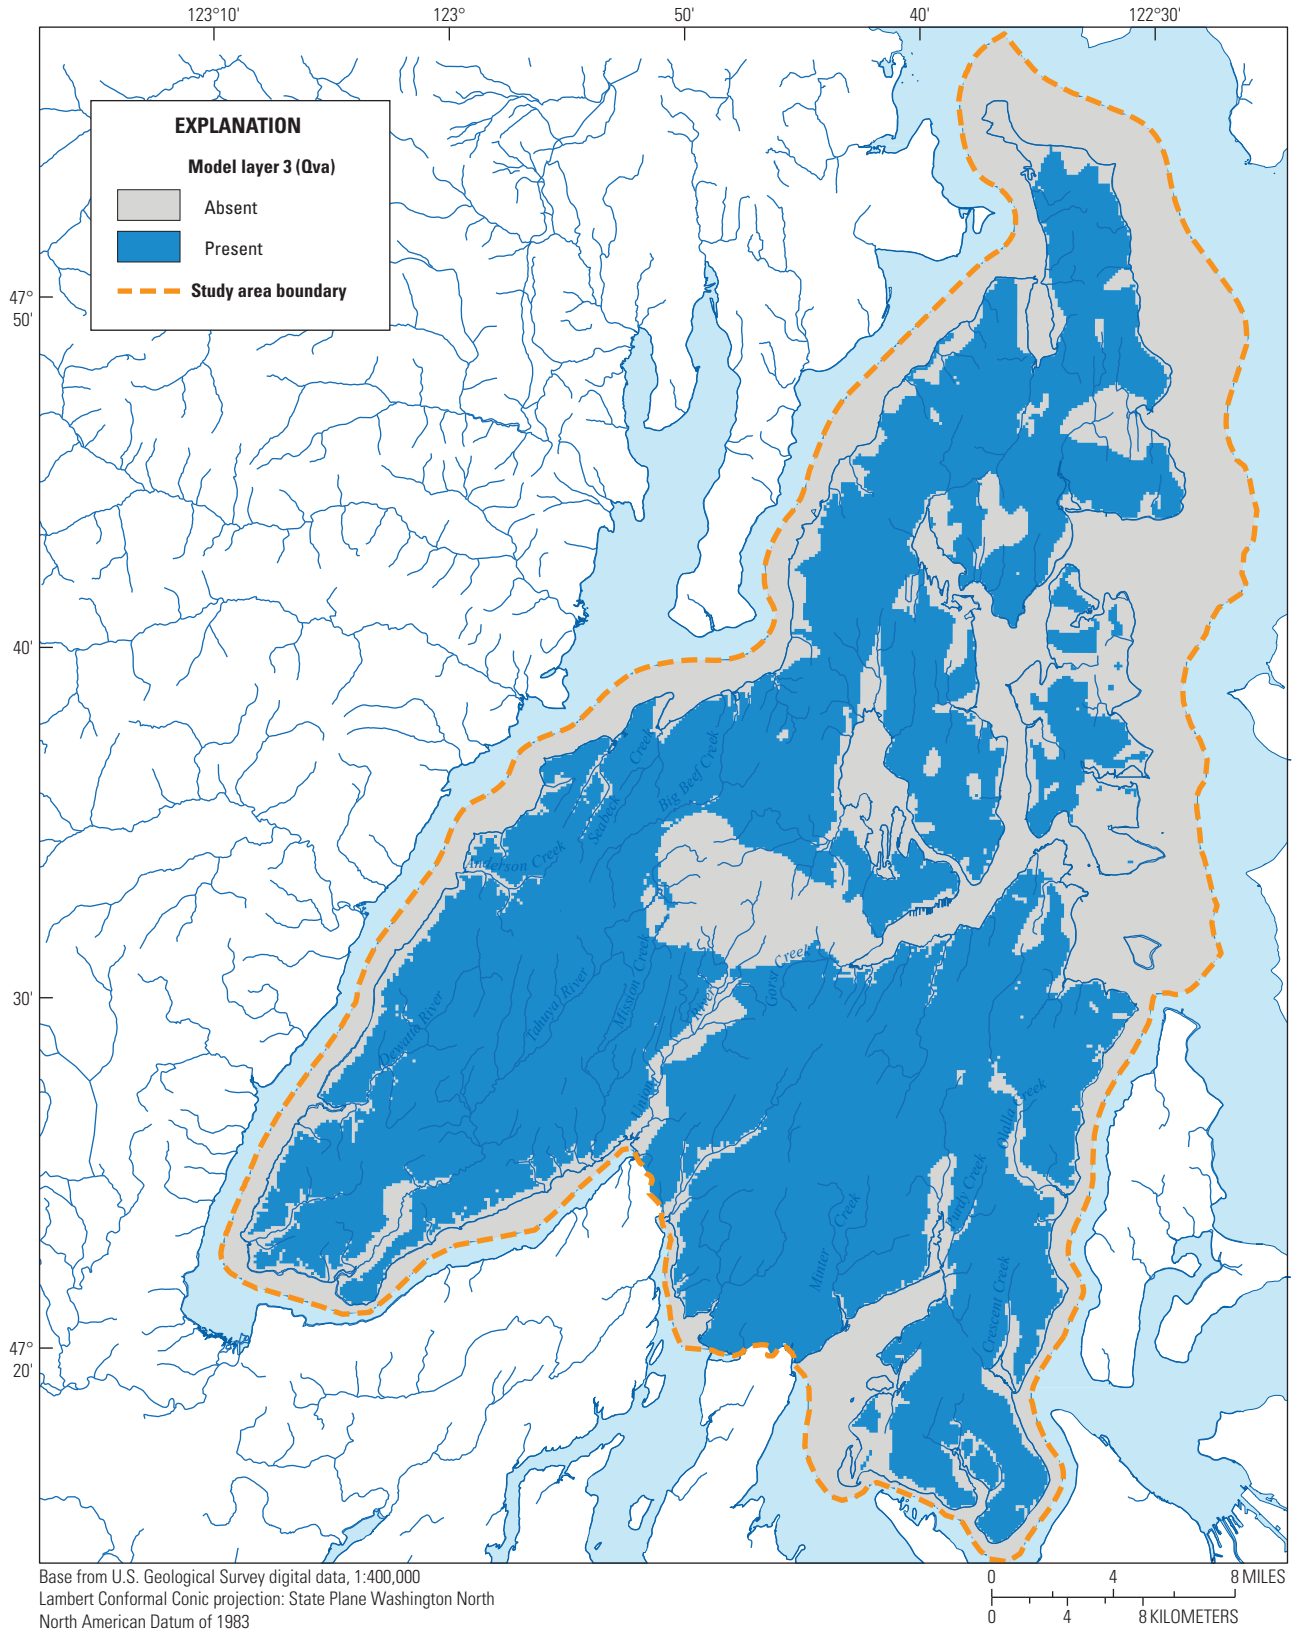 123°10'
123°
50'
40'
122°30'
EXPLANATION
Model layer 3 (Qva)
Absent
Present
Study area boundary
47°
50'
40'
30'
47°
20'
Seabeck Creek
Big Beef Creek
Anderson Creek
Dewatto River
Tahuya River
Mission Creek
Union River
Gorst Creek
Olalla Creek
Purdy Creek
Minter Creek
Crescent Creek
Base from U.S. Geological Survey digital data, 1:400,000
Lambert Conformal Conic projection: State Plane Washington North
North American Datum of 1983
0 4 8 MILES
0 4 8 KILOMETERS